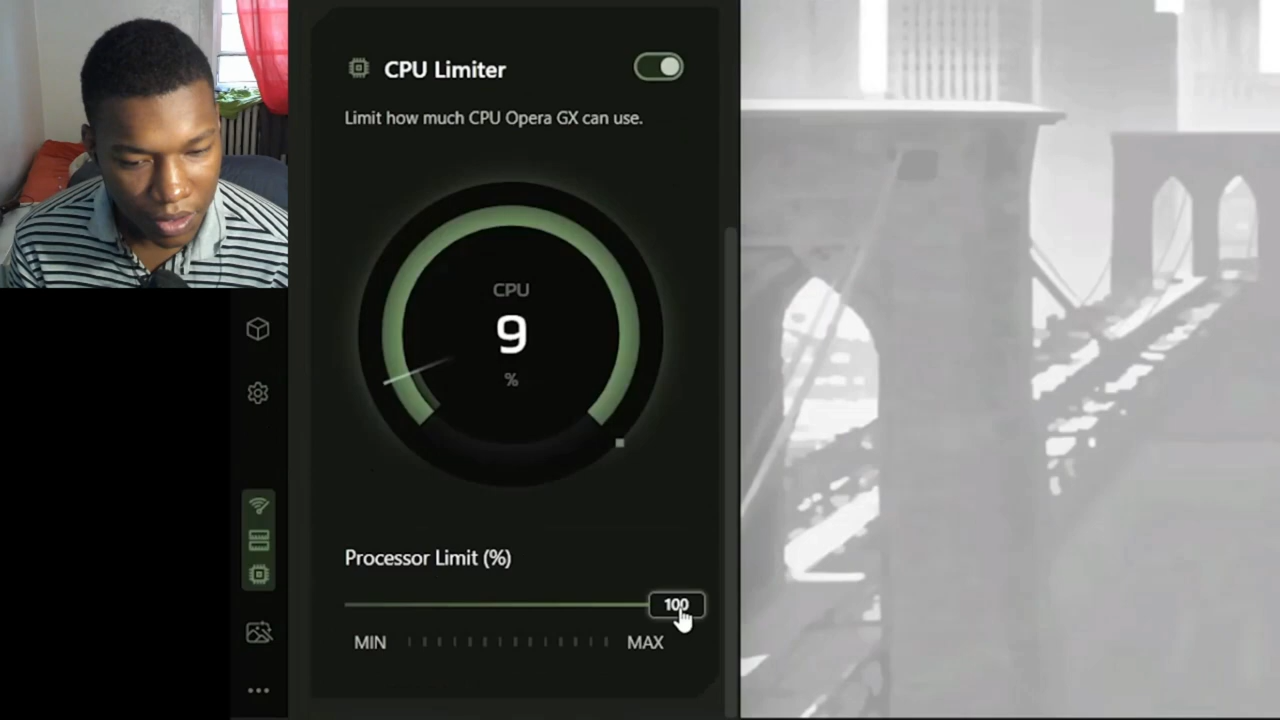 CPU Limiter
Limit how much CPU Opera GX can use.
CPU
9
%
Processor Limit (%)
100
MIN MAX